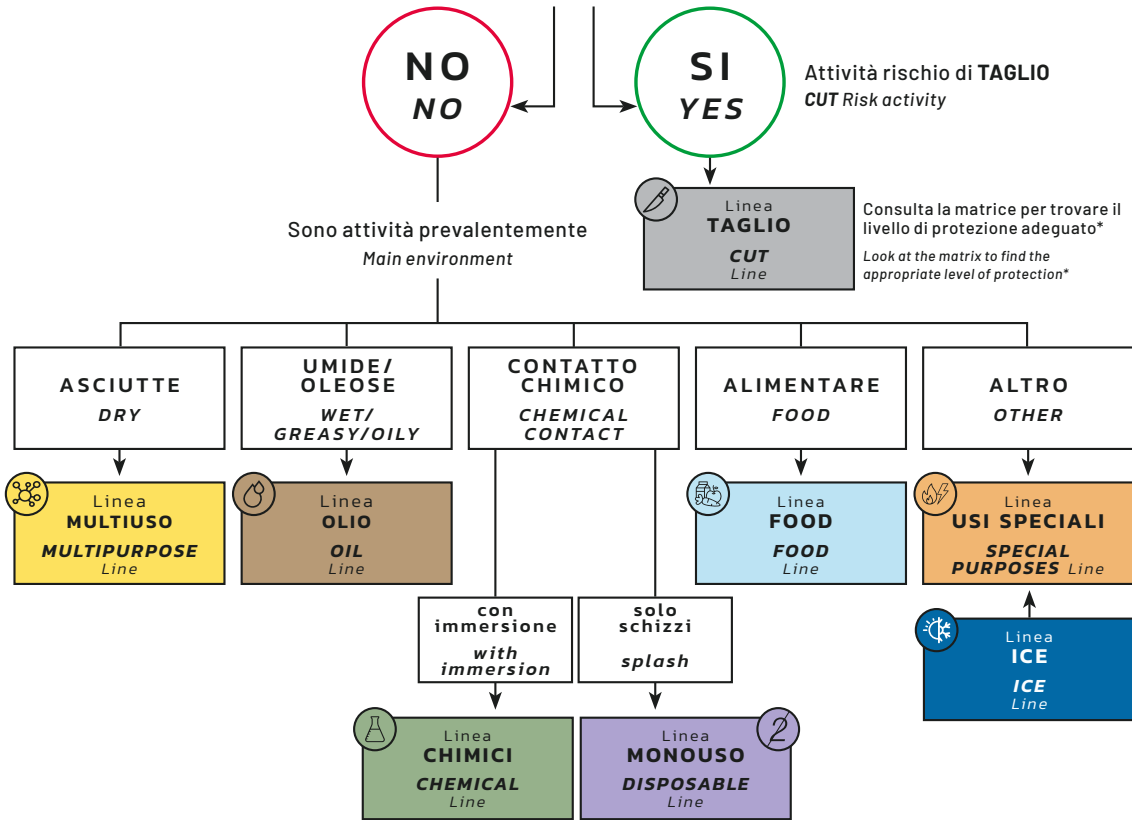 NO
NO
SI
YES
Attività rischio di TAGLIO
CUT Risk activity
Linea
TAGLIO
CUT
Line
Consulta la matrice per trovare il
livello di protezione adeguato*
Look at the matrix to find the
appropriate level of protection*
Sono attività prevalentemente
Main environment
ASCIUTTE
DRY
UMIDE/
OLEOSE
WET/
GREASY/OILY
CONTATTO
CHIMICO
CHEMICAL
CONTACT
ALIMENTARE
FOOD
ALTRO
OTHER
Linea
MULTIUSO
MULTIPURPOSE
Line
Linea
OLIO
OIL
Line
Linea
FOOD
FOOD
Line
Linea
USI SPECIALI
SPECIAL
PURPOSES Line
con
immersione
with
immersion
solo
schizzi
splash
Linea
ICE
ICE
Line
Linea
CHIMICI
CHEMICAL
Line
2
Linea
MONOUSO
DISPOSABLE
Line